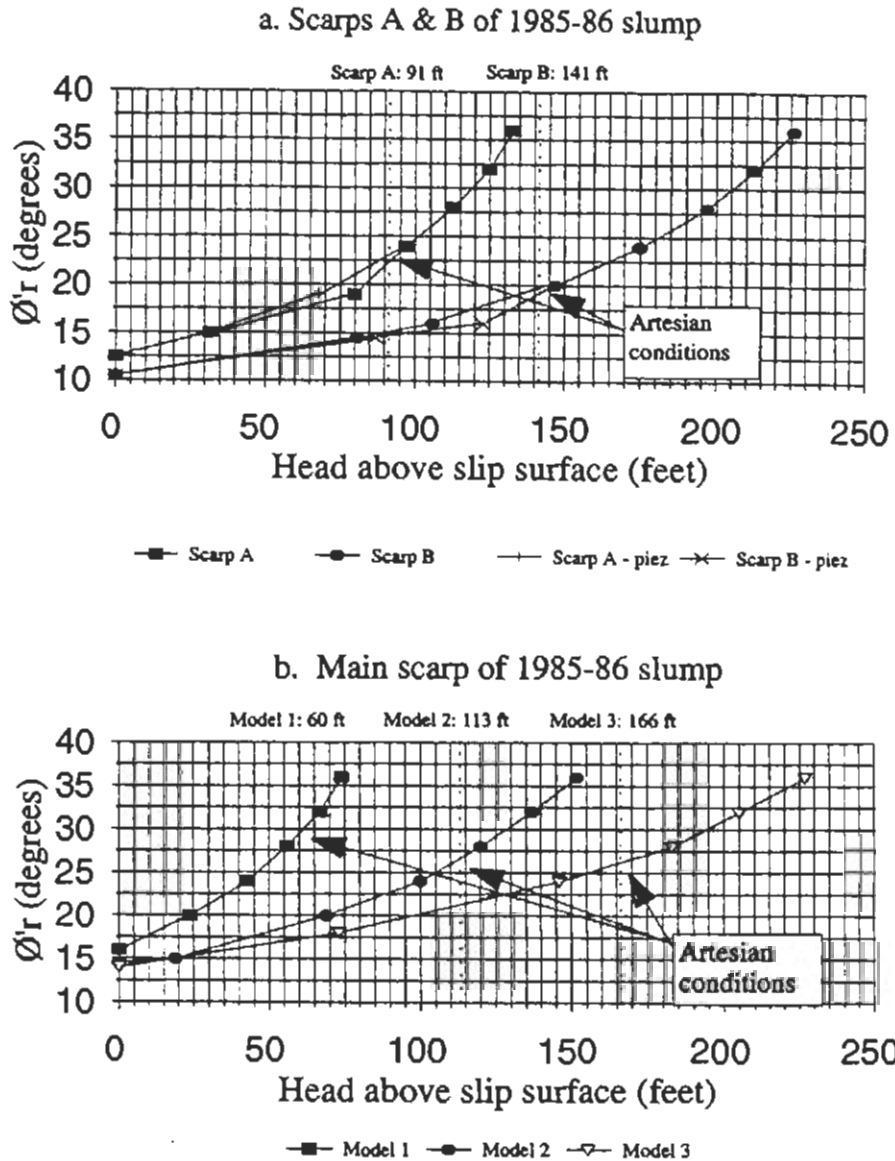 a. Scarps A & B of 1985-86 slump
Scarp A: 91 ft Scarp B: 141 ft
40
35
30
25
20
15
10
Ø'r (degrees)
Artesian
conditions
0 50 100 150 200 250
Head above slip surface (feet)
Scarp A Scarp B Scarp A - piez Scarp B - piez
b. Main scarp of 1985-86 slump
Model 1: 60 ft Model 2: 113 ft Model 3: 166 ft
40
35
30
25
20
15
10
Ø'r (degrees)
Artesian
conditions
0 50 100 150 200 250
Head above slip surface (feet)
Model 1 Model 2 Model 3